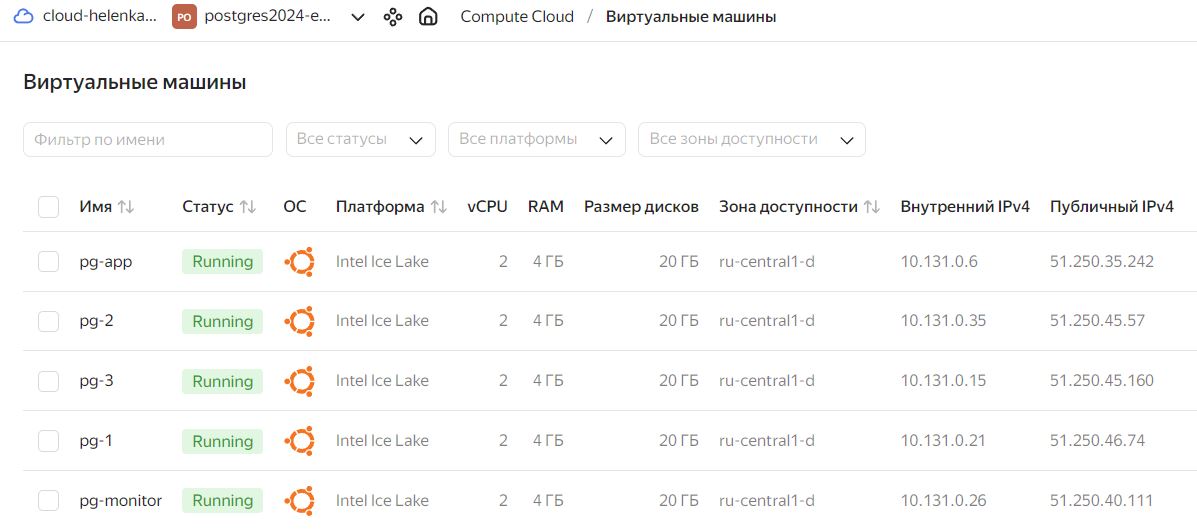 cloud-helenka... PO postgres2024-e... Compute Cloud / Виртуальные машины
Виртуальные машины
Фильтр по имени Все статусы Все платформы Все зоны доступности
Имя Статус ОС Платформа vCPU RAM Размер дисков Зона доступности Внутренний IPv4 Публичный IPv4
pg-app Running Intel Ice Lake 2 4 ГБ 20 ГБ ru-central1-d 10.131.0.6 51.250.35.242
pg-2 Running Intel Ice Lake 2 4 ГБ 20 ГБ ru-central1-d 10.131.0.35 51.250.45.57
pg-3 Running Intel Ice Lake 2 4 ГБ 20 ГБ ru-central1-d 10.131.0.15 51.250.45.160
pg-1 Running Intel Ice Lake 2 4 ГБ 20 ГБ ru-central1-d 10.131.0.21 51.250.46.74
pg-monitor Running Intel Ice Lake 2 4 ГБ 20 ГБ ru-central1-d 10.131.0.26 51.250.40.111